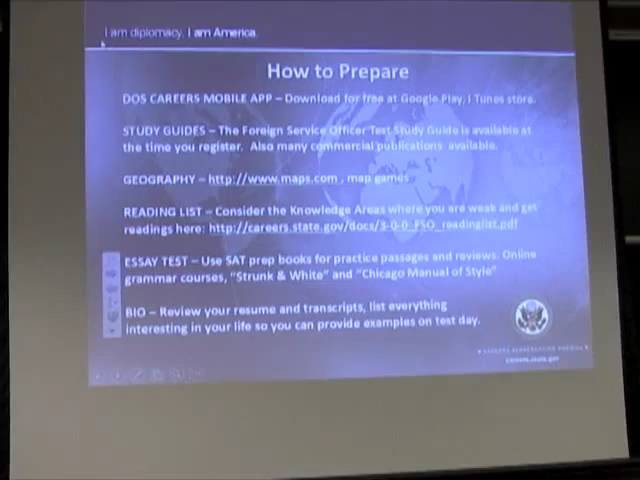 I am diplomacy. I am America.
How to Prepare
DOS CAREERS MOBILE APP – Download for free at Google Play, I Tunes store.
STUDY GUIDES – The Foreign Service Officer Test Study Guide is available at
the time you register. Also many commercial publications available.
GEOGRAPHY – http://www.maps.com , map games
READING LIST – Consider the Knowledge Areas where you are weak and get
readings here: http://careers.state.gov/docs/3-0-0_FSO_readinglist.pdf
ESSAY TEST – Use SAT prep books for practice passages and reviews. Online
grammar courses, "Strunk & White" and "Chicago Manual of Style"
BIO – Review your resume and transcripts, list everything
interesting in your life so you can provide examples on test day.
careers.state.gov